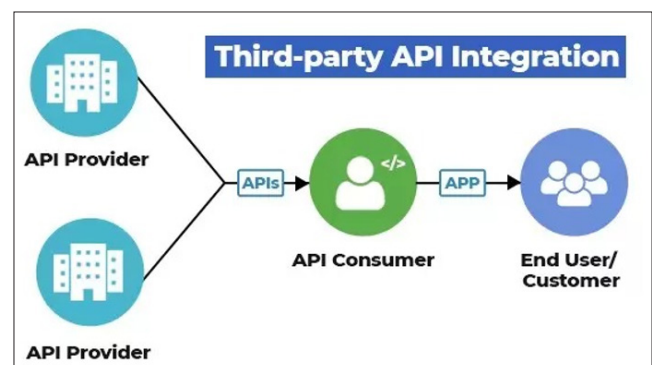 Third-party API Integration
API Provider
APIs
</>
APP
API Consumer
End User/
Customer
API Provider